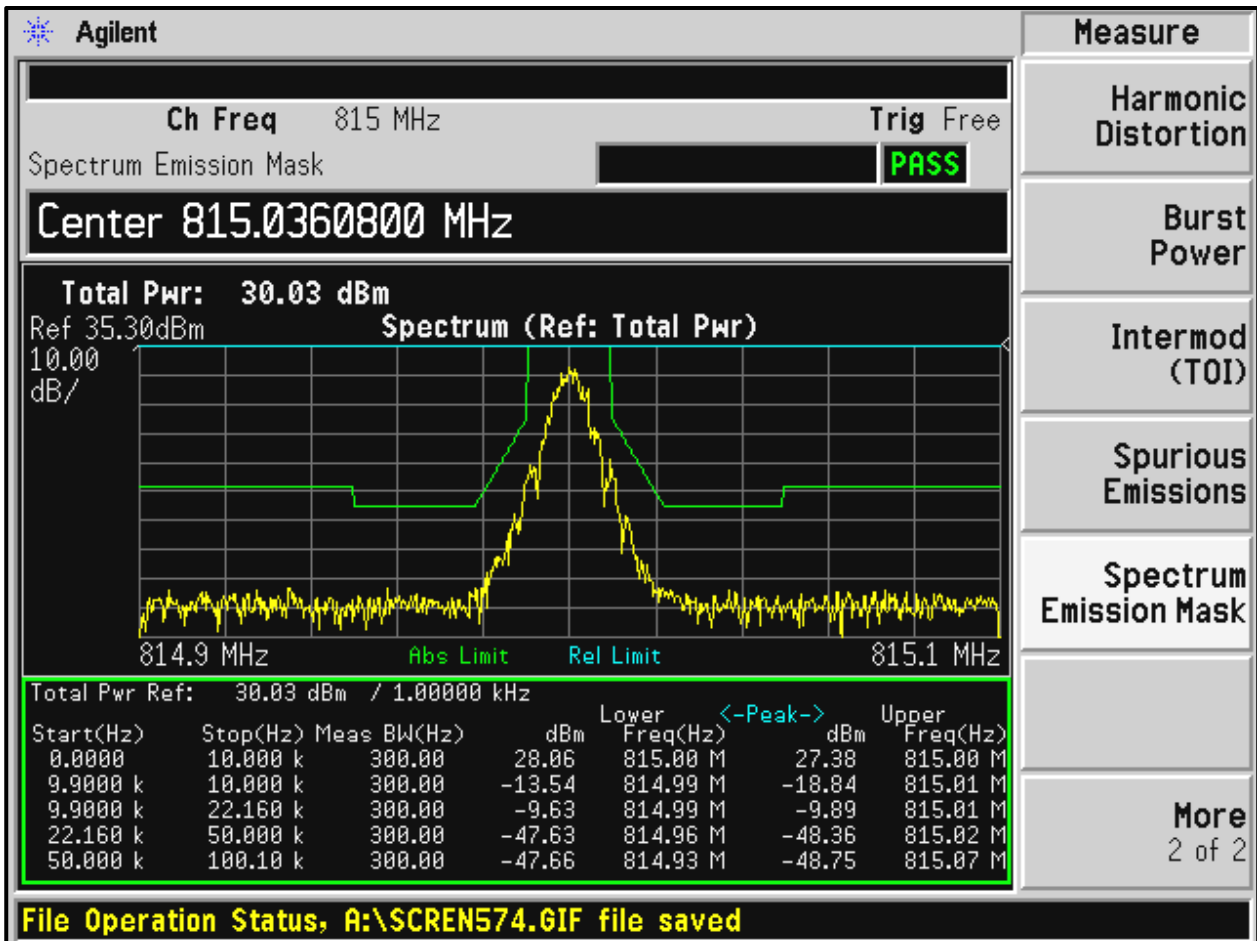 Agilent
Measure
Ch Freq 815 MHz Trig Free
Spectrum Emission Mask PASS
Center 815.0360800 MHz
Total Pwr: 30.03 dBm
Ref 35.30dBm Spectrum (Ref: Total Pwr)
10.00
dB/
814.9 MHz Abs Limit Rel Limit 815.1 MHz
Total Pwr Ref: 30.03 dBm / 1.00000 kHz
Lower <-Peak-> Upper
Start(Hz) Stop(Hz) Meas BW(Hz) dBm Freq(Hz) dBm Freq(Hz)
0.0000 10.000 k 300.00 28.06 815.00 M 27.38 815.00 M
9.9000 k 10.000 k 300.00 -13.54 814.99 M -18.84 815.01 M
9.9000 k 22.160 k 300.00 -9.63 814.99 M -9.89 815.01 M
22.160 k 50.000 k 300.00 -47.63 814.96 M -48.36 815.02 M
50.000 k 100.10 k 300.00 -47.66 814.93 M -48.75 815.07 M
Harmonic
Distortion
Burst
Power
Intermod
(TOI)
Spurious
Emissions
Spectrum
Emission Mask
More
2 of 2
File Operation Status, A:\SCREN574.GIF file saved